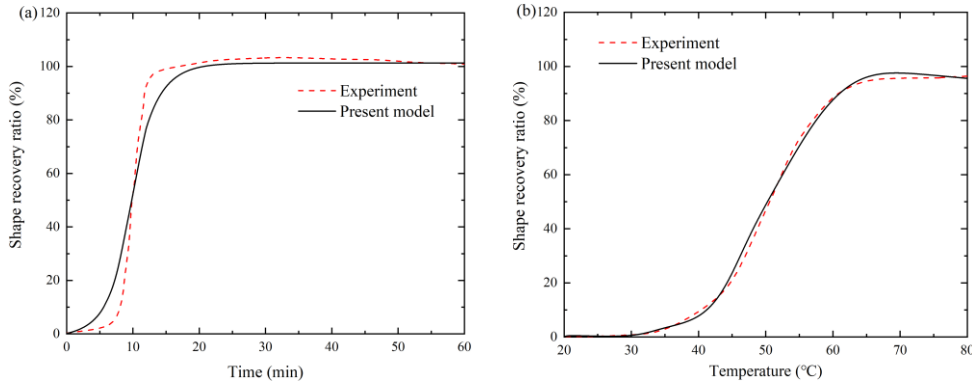 (a)
120
100
80
60
40
20
0
Shape recovery ratio (%)
Experiment
Present model
0 10 20 30 40 50 60
Time (min)
(b)
120
100
80
60
40
20
0
Shape recovery ratio (%)
Experiment
Present model
20 30 40 50 60 70 80
Temperature (℃)